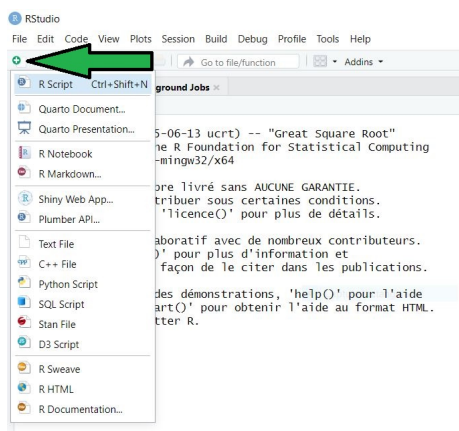 RStudio
File Edit Code View Plots Session Build Debug Profile Tools Help
Go to file/function Addins
R Script Ctrl+Shift+N
ground Jobs
Quarto Document...
Quarto Presentation...
5-06-13 ucrt) -- "Great Square Root"
he R Foundation for Statistical Computing
R Notebook
-mingw32/x64
R Markdown...
bre livré sans AUCUNE GARANTIE.
Shiny Web App...
tribuer sous certaines conditions.
Plumber API...
'licence()' pour plus de détails.
Text File
aboratif avec de nombreux contributeurs.
C++ File
)' pour plus d'information et
façon de le citer dans les publications.
Python Script
SQL Script
des démonstrations, 'help()' pour l'aide
art()' pour obtenir l'aide au format HTML.
Stan File
tter R.
D3 Script
R Sweave
R HTML
R Documentation...